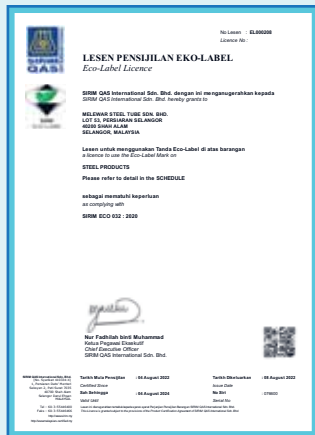 No Lesen : EL000208
Licence No :
SIRIM
QAS
LESEN PENSIJILAN EKO-LABEL
Eco-Label Licence
SIRIM QAS International Sdn. Bhd. dengan ini menganugerahkan kepada
SIRIM QAS International Sdn. Bhd. hereby grants to
MELEWAR STEEL TUBE SDN. BHD.
LOT 53, PERSIARAN SELANGOR
40200 SHAH ALAM
SELANGOR, MALAYSIA
Lesen untuk menggunakan Tanda Eco-Label di atas barangan
a licence to use the Eco-Label Mark on
STEEL PRODUCTS
Please refer to detail in the SCHEDULE
sebagai mematuhi keperluan
as complying with
SIRIM ECO 032 : 2020
Nur Fadhilah binti Muhammad
Ketua Pegawai Eksekutif
Chief Executive Officer
SIRIM QAS International Sdn. Bhd.
Tarikh Mula Pensijilan : 04 August 2022
Certified Since
Sah Sehingga : 04 August 2024
Valid Until
Tarikh Dikeluarkan : 08 August 2022
Issue Date
No Siri
Serial No.